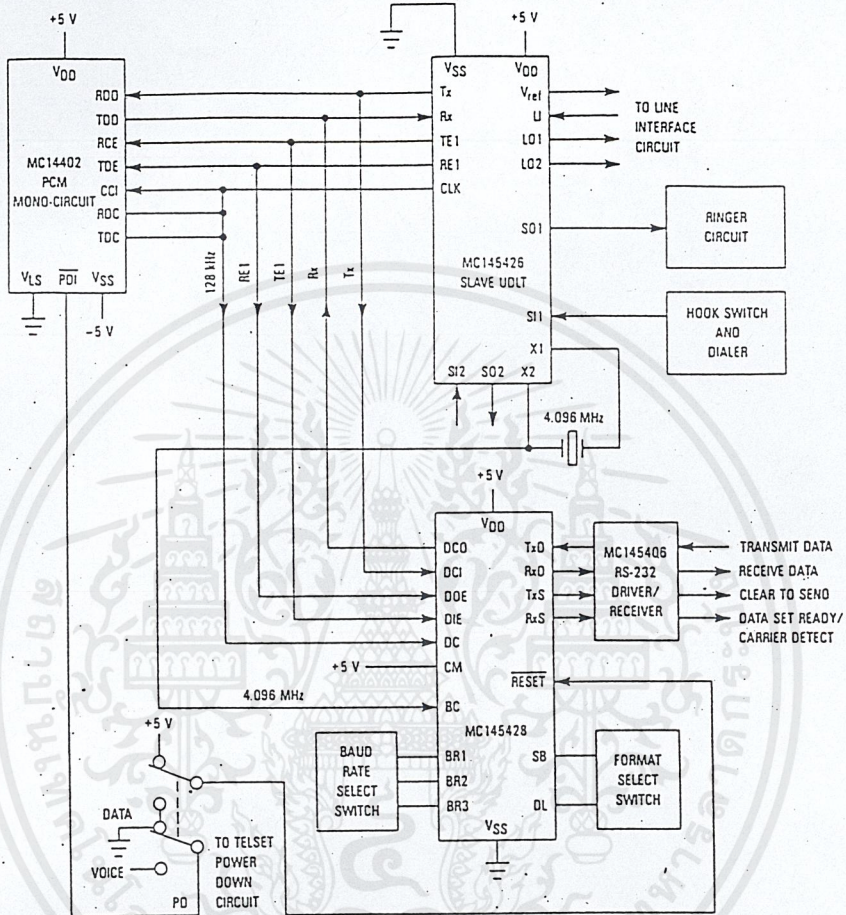 +5 V
VDD
MC14402
PCM
MONO-CIRCUIT
RDD
TDD
RCE
TDE
CCI
RDC
TDC
VLS
PDI
VSS
-5 V
128 kHz
RE1
TE1
Rx
Tx
+5 V
VSS
VDD
Tx
Rx
TE1
RE1
CLK
MC145426
SLAVE UDLT
Vref
LI
LO1
LO2
SO1
SI1
X1
SI2
SO2
X2
TO LINE
INTERFACE
CIRCUIT
RINGER
CIRCUIT
HOOK SWITCH
AND
DIALER
4.096 MHz
+5 V
VDD
DCO
DCI
DOE
DIE
DC
CM
BC
BR1
BR2
BR3
MC145428
VSS
TxD
RxD
TxS
RxS
RESET
SB
DL
MC145406
RS-232
DRIVER/
RECEIVER
TRANSMIT DATA
RECEIVE DATA
CLEAR TO SEND
DATA SET READY/
CARRIER DETECT
+5 V
4.096 MHz
BAUD
RATE
SELECT
SWITCH
FORMAT
SELECT
SWITCH
+5 V
DATA
VOICE
TO TELSET
POWER
DOWN
CIRCUIT
PD